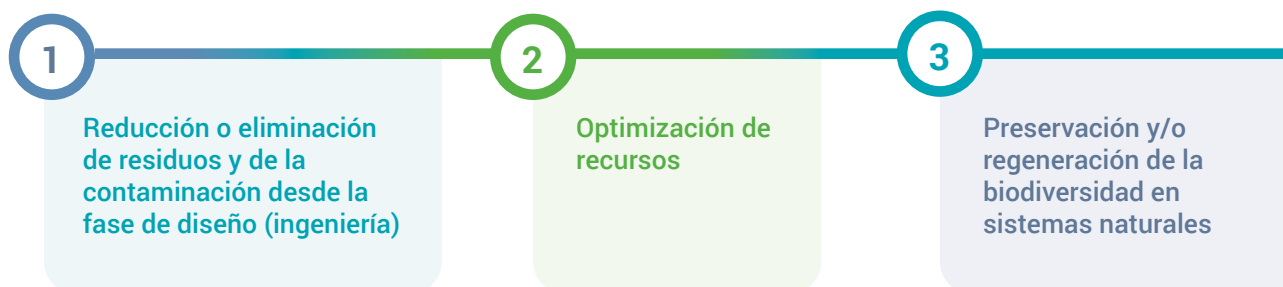 1
Reducción o eliminación
de residuos y de la
contaminación desde la
fase de diseño (ingeniería)
2
Optimización de
recursos
3
Preservación y/o
regeneración de la
biodiversidad en
sistemas naturales